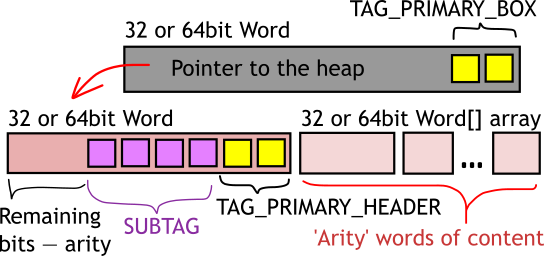 TAG_PRIMARY_BOX
32 or 64bit Word
Pointer to the heap
32 or 64bit Word
32 or 64bit Word[] array
...
Remaining
bits – arity
SUBTAG
TAG_PRIMARY_HEADER
'Arity' words of content